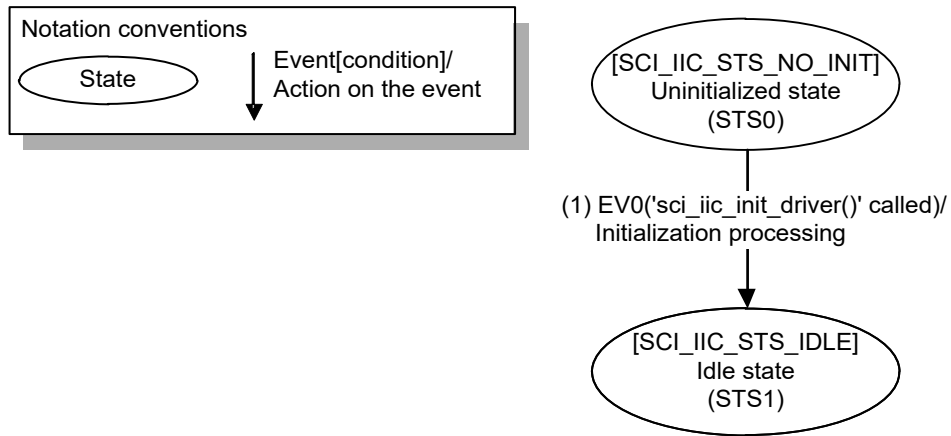 Notation conventions
State
Event[condition]/
Action on the event
[SCI_IIC_STS_NO_INIT]
Uninitialized state
(STS0)
(1) EV0('sci_iic_init_driver()' called)/
Initialization processing
[SCI_IIC_STS_IDLE]
Idle state
(STS1)